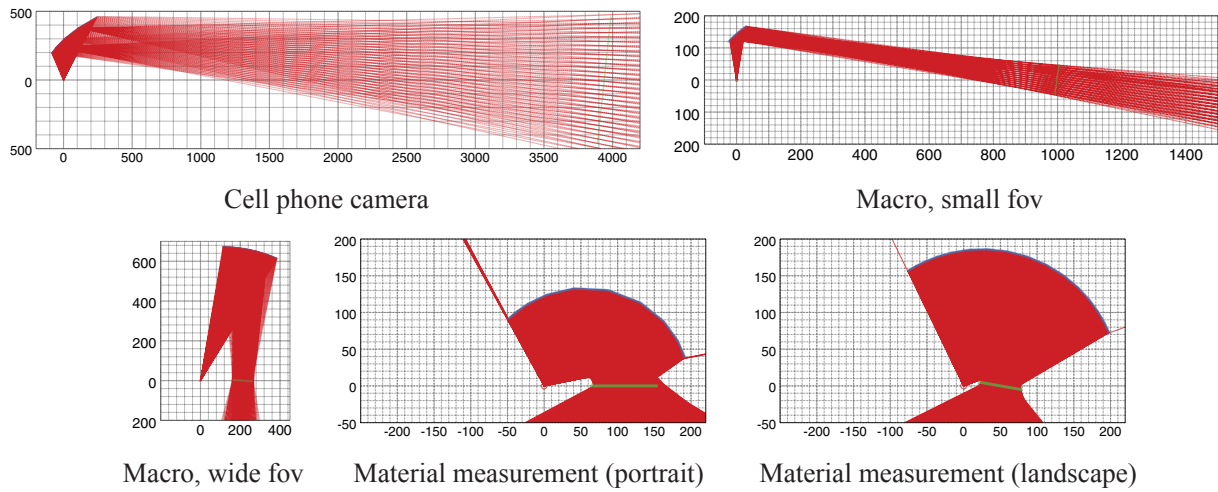 500
0
500
0 500 1000 1500 2000 2500 3000 3500 4000
Cell phone camera
200
100
0
100
200
0 200 400 600 800 1000 1200 1400
Macro, small fov
600
400
200
0
200
0 200 400
Macro, wide fov
200
150
100
50
0
-50
-200 -150 -100 -50 0 50 100 150 200
Material measurement (portrait)
200
150
100
50
0
-50
-200 -150 -100 -50 0 50 100 150 200
Material measurement (landscape)